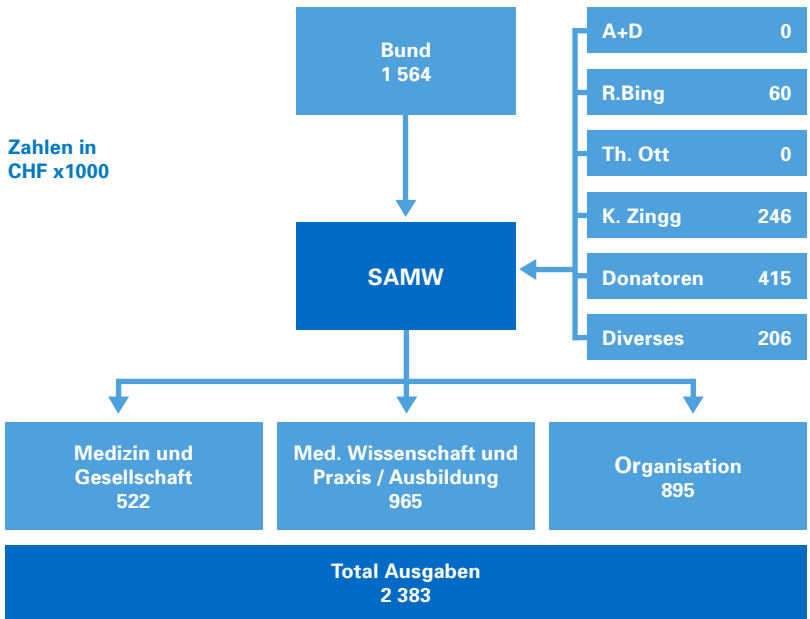 Bund
1 564
Zahlen in
CHF x1000
A+D 0
R.Bing 60
Th. Ott 0
K. Zingg 246
Donatoren 415
Diverses 206
SAMW
Medizin und
Gesellschaft
522
Med. Wissenschaft und
Praxis / Ausbildung
965
Organisation
895
Total Ausgaben
2 383